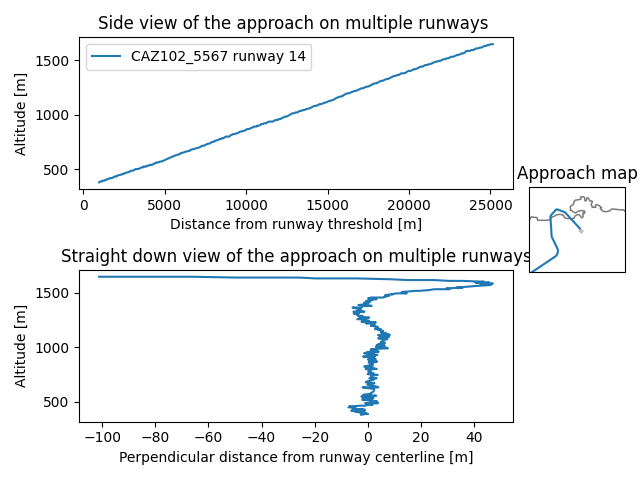 Side view of the approach on multiple runways
1500
1000
500
Altitude [m]
CAZ102_5567 runway 14
0 5000 10000 15000 20000 25000
Distance from runway threshold [m]
Approach map
Straight down view of the approach on multiple runways
1500
1000
500
Altitude [m]
−100 −80 −60 −40 −20 0 20 40
Perpendicular distance from runway centerline [m]